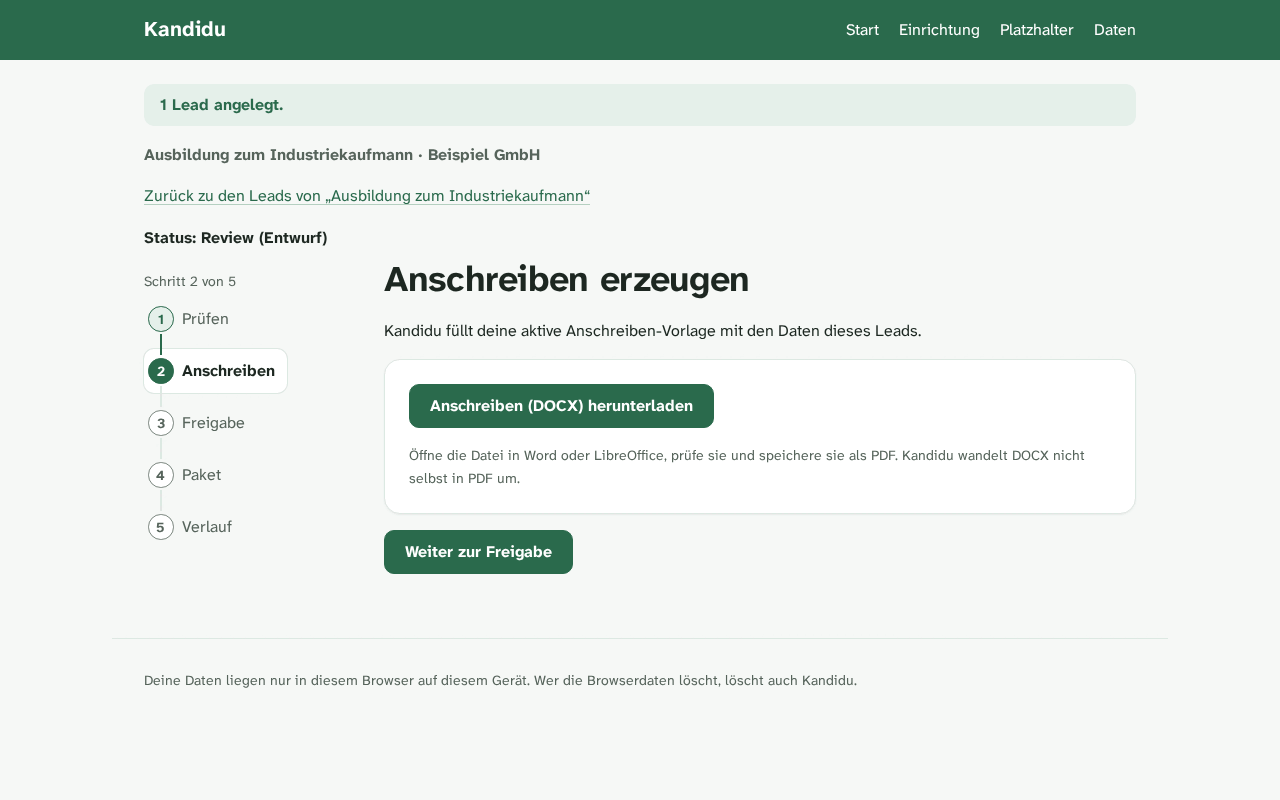 Kandidu
Start
Einrichtung
Platzhalter
Daten
1 Lead angelegt.
Ausbildung zum Industriekaufmann · Beispiel GmbH
Zurück zu den Leads von „Ausbildung zum Industriekaufmann“
Status: Review (Entwurf)
Schritt 2 von 5
1 Prüfen
2 Anschreiben
3 Freigabe
4 Paket
5 Verlauf
Anschreiben erzeugen
Kandidu füllt deine aktive Anschreiben-Vorlage mit den Daten dieses Leads.
Anschreiben (DOCX) herunterladen
Öffne die Datei in Word oder LibreOffice, prüfe sie und speichere sie als PDF. Kandidu wandelt DOCX nicht
selbst in PDF um.
Weiter zur Freigabe
Deine Daten liegen nur in diesem Browser auf diesem Gerät. Wer die Browserdaten löscht, löscht auch Kandidu.